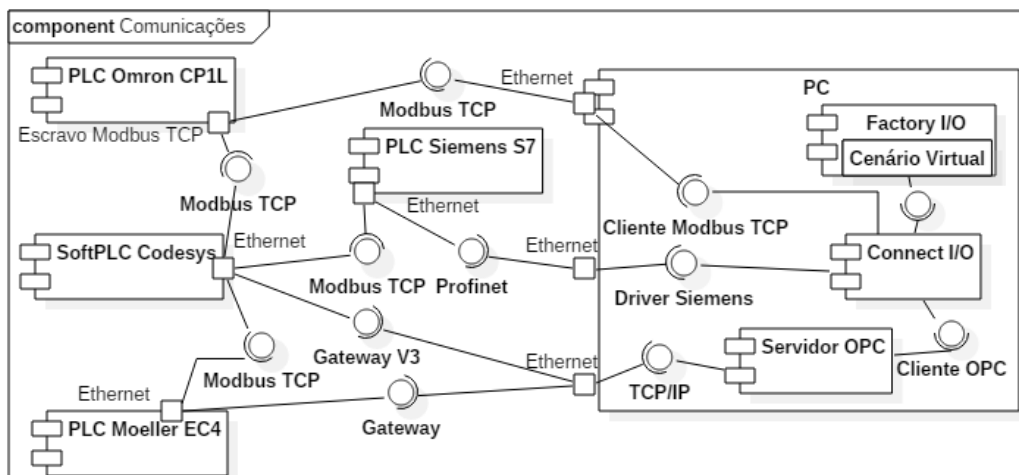 component Comunicações
PLC Omron CP1L
Ethernet
PC
Modbus TCP
Factory I/O
Escravo Modbus TCP
PLC Siemens S7
Cenário Virtual
Modbus TCP
Ethernet
Cliente Modbus TCP
SoftPLC Codesys
Ethernet
Ethernet
Connect I/O
Modbus TCP
Profinet
Driver Siemens
Gateway V3
Ethernet
Servidor OPC
Modbus TCP
TCP/IP
Cliente OPC
Ethernet
PLC Moeller EC4
Gateway